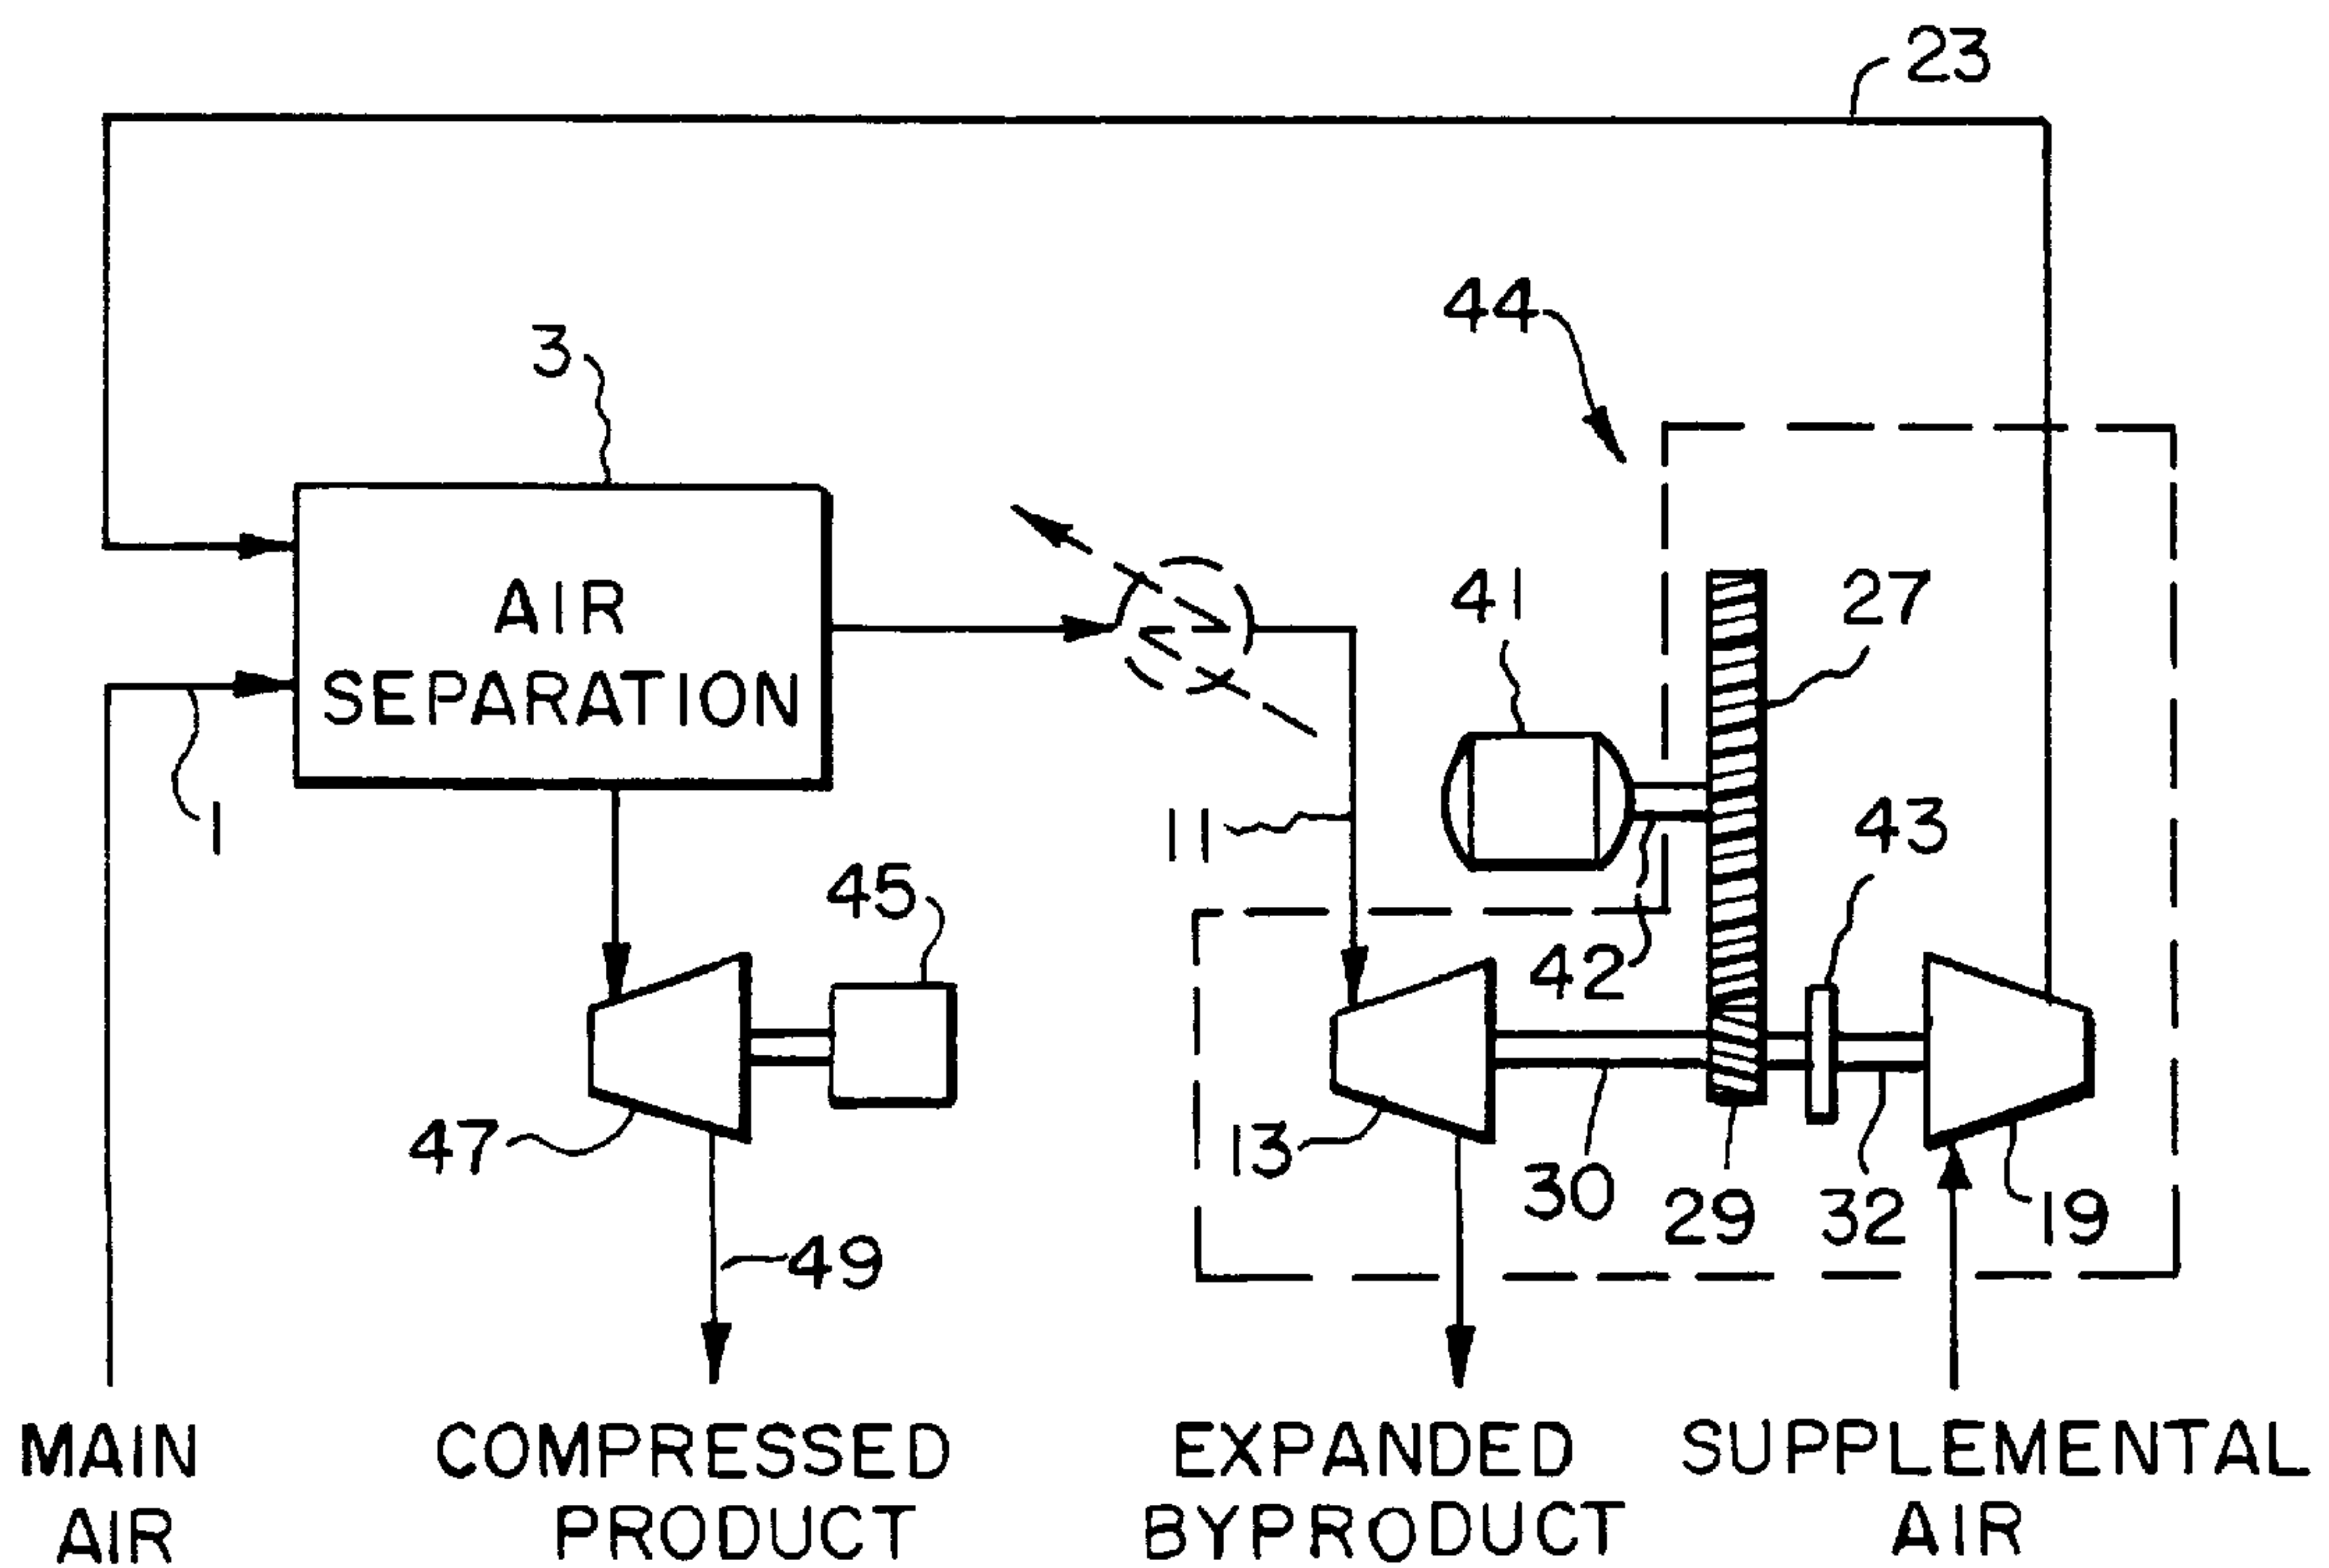 23
44
3
41
27
AIR
SEPARATION
1
11
43
45
42
47
13
30
29
32
19
49
MAIN
AIR
COMPRESSED
PRODUCT
EXPANDED
BYPRODUCT
SUPPLEMENTAL
AIR